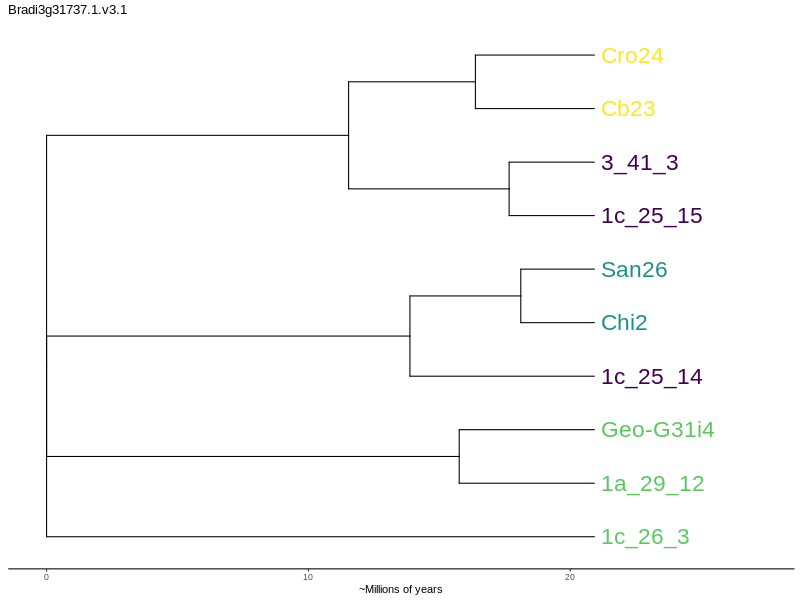 Bradi3g31737.1.v3.1
Cro24
Cb23
3_41_3
1c_25_15
San26
Chi2
1c_25_14
Geo-G31i4
1a_29_12
1c_26_3
0 10 20
~Millions of years